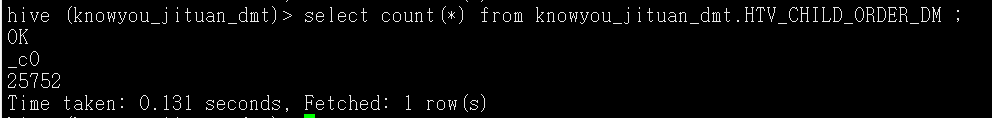 hive (knowyou_jituan_dmt)> select count(*) from knowyou_jituan_dmt.HTV_CHILD_ORDER_DM ;
OK
_c0
25752
Time taken: 0.131 seconds, Fetched: 1 row(s)